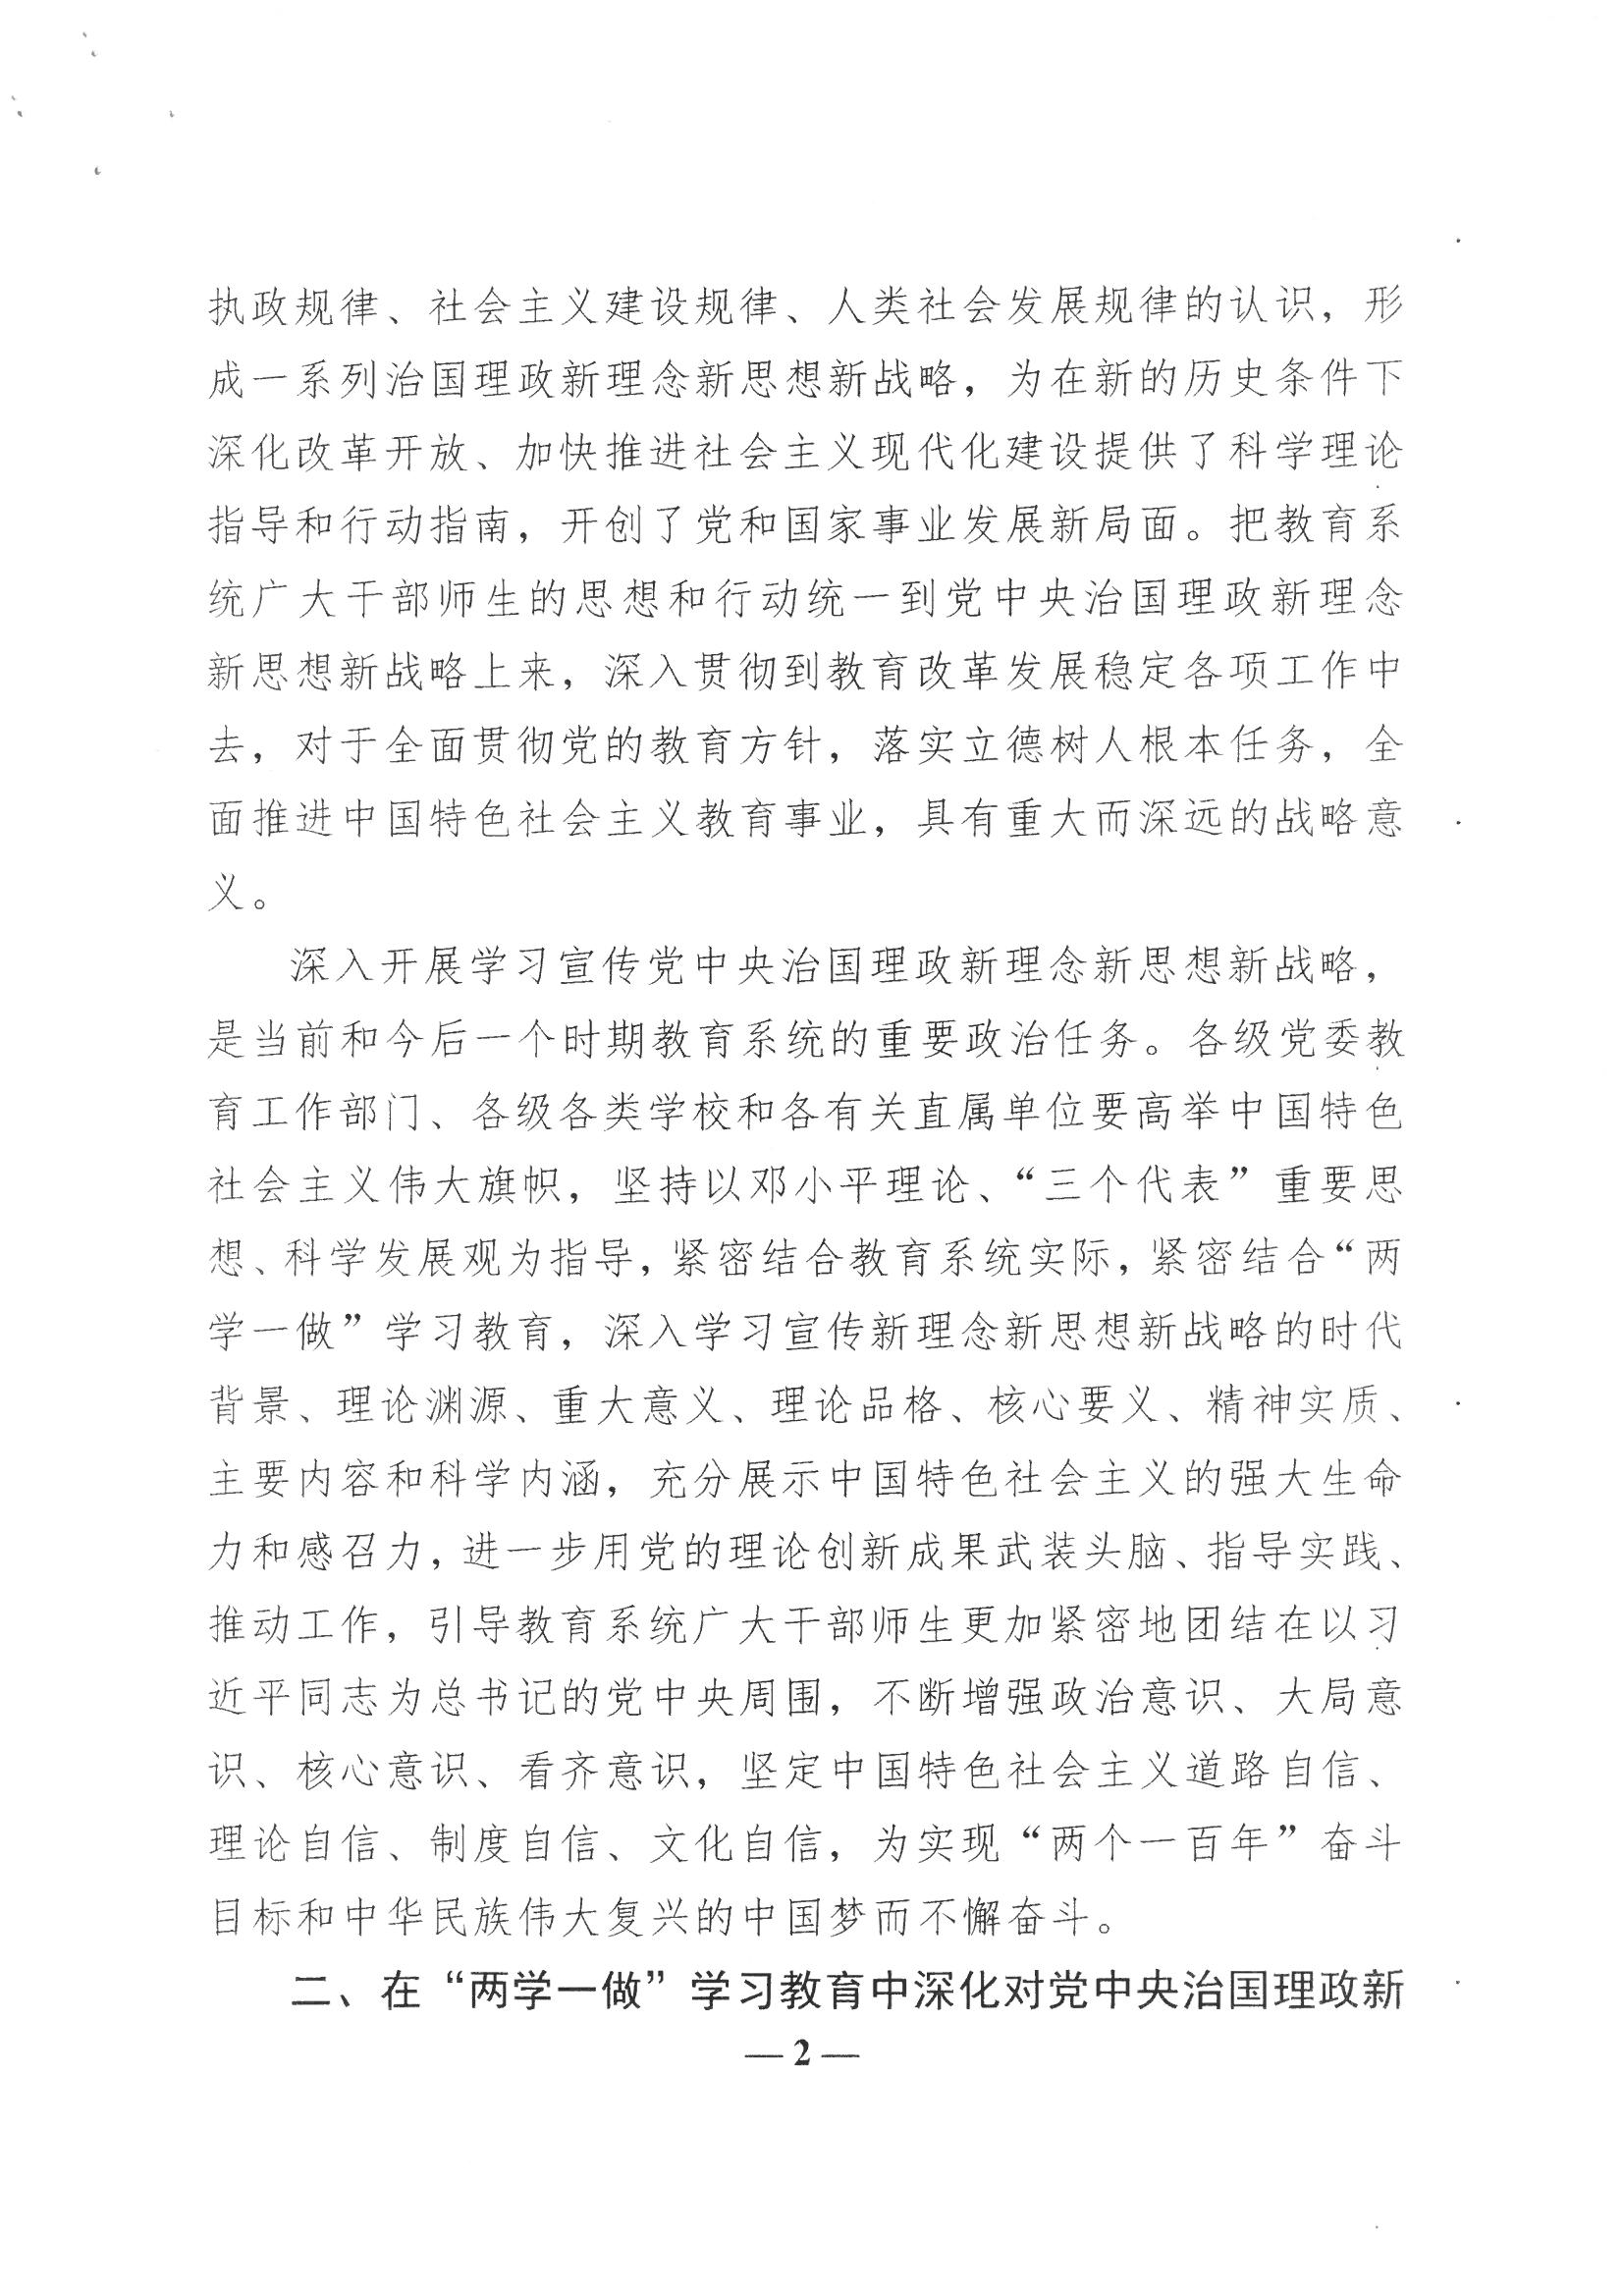 执政规律、社会主义建设规律、人类社会发展规律的认识，形
成一系列治国理政新理念新思想新战略，为在新的历史条件下
深化改革开放、加快推进社会主义现代化建设提供了科学理论
指导和行动指南，开创了党和国家事业发展新局面。把教育系
统广大干部师生的思想和行动统一到党中央治国理政新理念
新思想新战略上来，深入贯彻到教育改革发展稳定各项工作中
去，对于全面贯彻党的教育方针，落实立德树人根本任务，全
面推进中国特色社会主义教育事业，具有重大而深远的战略意
义。
深入开展学习宣传党中央治国理政新理念新思想新战略，
是当前和今后一个时期教育系统的重要政治任务。各级党委教
育工作部门、各级各类学校和各有关直属单位要高举中国特色
社会主义伟大旗帜，坚持以邓小平理论、“三个代表”重要思
想、科学发展观为指导，紧密结合教育系统实际，紧密结合“两
学一做”学习教育，深入学习宣传新理念新思想新战略的时代
背景、理论渊源、重大意义、理论品格、核心要义、精神实质、
主要内容和科学内涵，充分展示中国特色社会主义的强大生命
力和感召力，进一步用党的理论创新成果武装头脑、指导实践、
推动工作，引导教育系统广大干部师生更加紧密地团结在以习
近平同志为总书记的党中央周围，不断增强政治意识、大局意
识、核心意识、看齐意识，坚定中国特色社会主义道路自信、
理论自信、制度自信、文化自信，为实现“两个一百年”奋斗
目标和中华民族伟大复兴的中国梦而不懈奋斗。
二、在“两学一做”学习教育中深化对党中央治国理政新
— 2 —